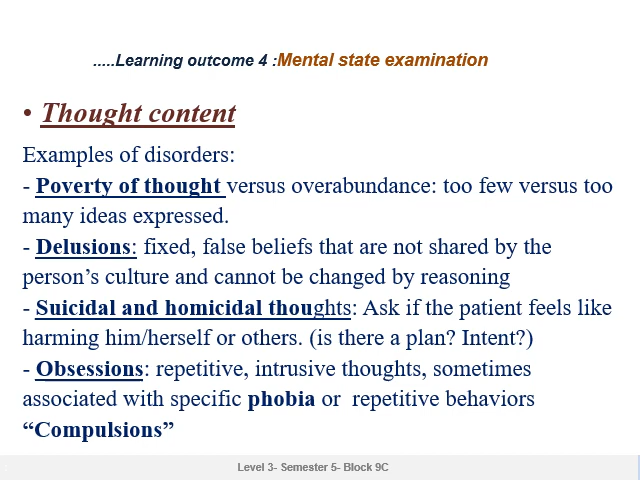 .....Learning outcome 4 :Mental state examination
• Thought content
Examples of disorders:
- Poverty of thought versus overabundance: too few versus too
many ideas expressed.
- Delusions: fixed, false beliefs that are not shared by the
person’s culture and cannot be changed by reasoning
- Suicidal and homicidal thoughts: Ask if the patient feels like
harming him/herself or others. (is there a plan? Intent?)
- Obsessions: repetitive, intrusive thoughts, sometimes
associated with specific phobia or repetitive behaviors
“Compulsions”
Level 3- Semester 5- Block 9C